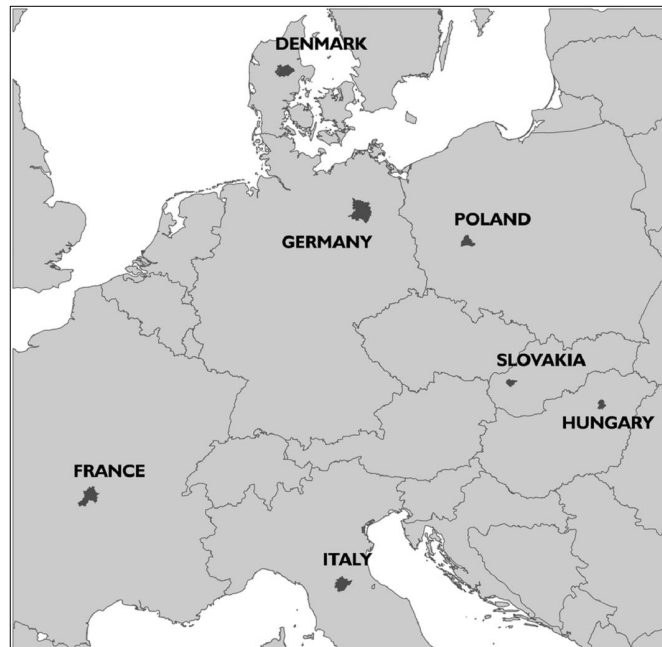 DENMARK
POLAND
GERMANY
SLOVAKIA
HUNGARY
FRANCE
ITALY